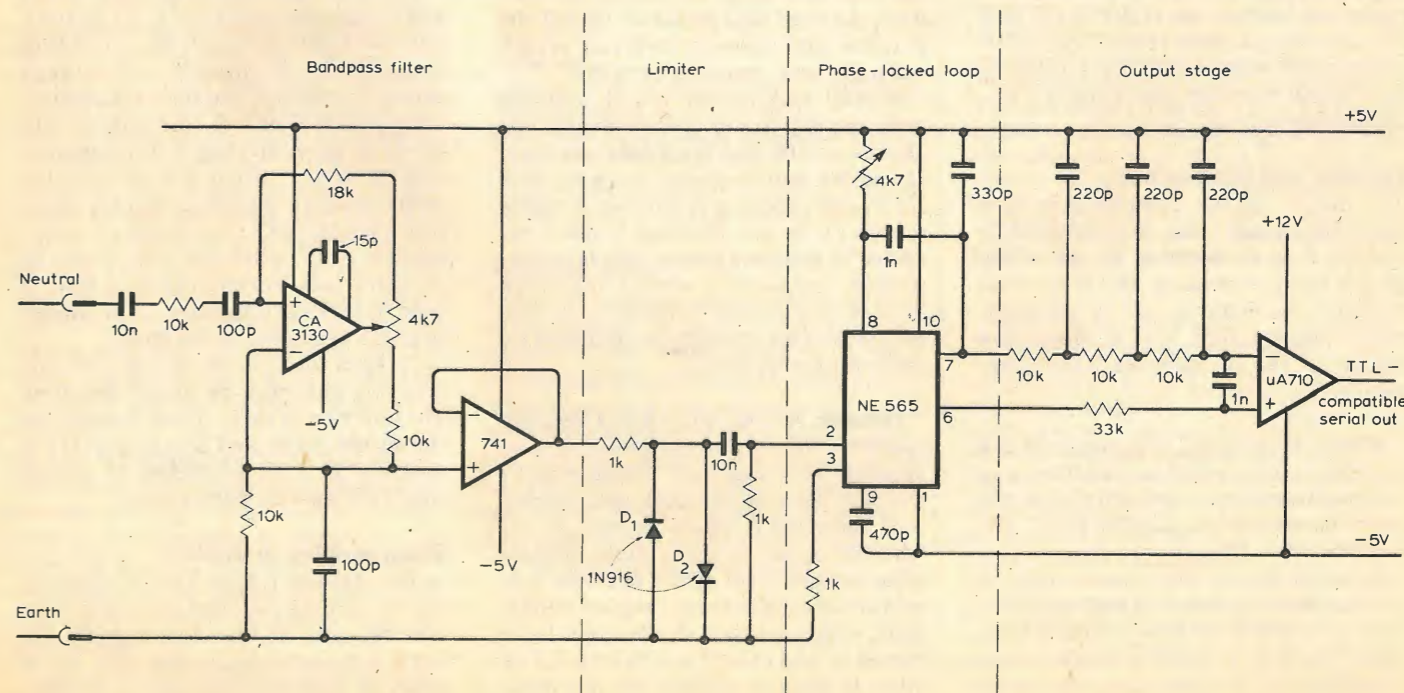 Bandpass filter
Limiter
Phase-locked loop
Output stage
+5V
18k
4k7
330p
220p
220p
220p
+12V
15p
1n
Neutral
10n
10k
100p
+
CA
3130
−
4k7
8
10
7
10k
10k
10k
−
uA710
+
TTL -
compatible
serial out
1n
−5V
10k
−
741
+
1k
10n
2
3
NE 565
6
33k
9
1
10k
100p
−5V
D1
1N916
D2
1k
470p
1k
−5V
Earth